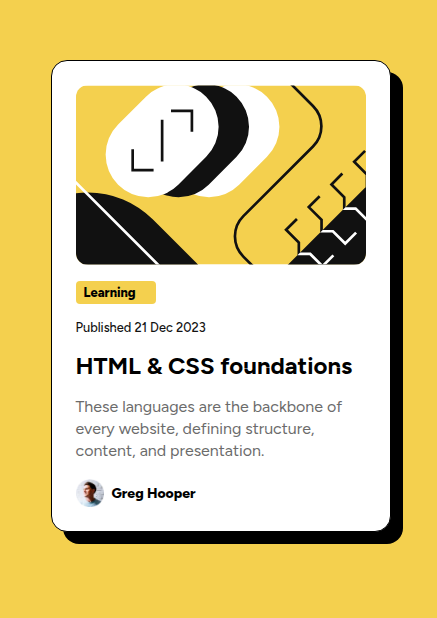 Learning
Published 21 Dec 2023
HTML & CSS foundations
These languages are the backbone of
every website, defining structure,
content, and presentation.
Greg Hooper